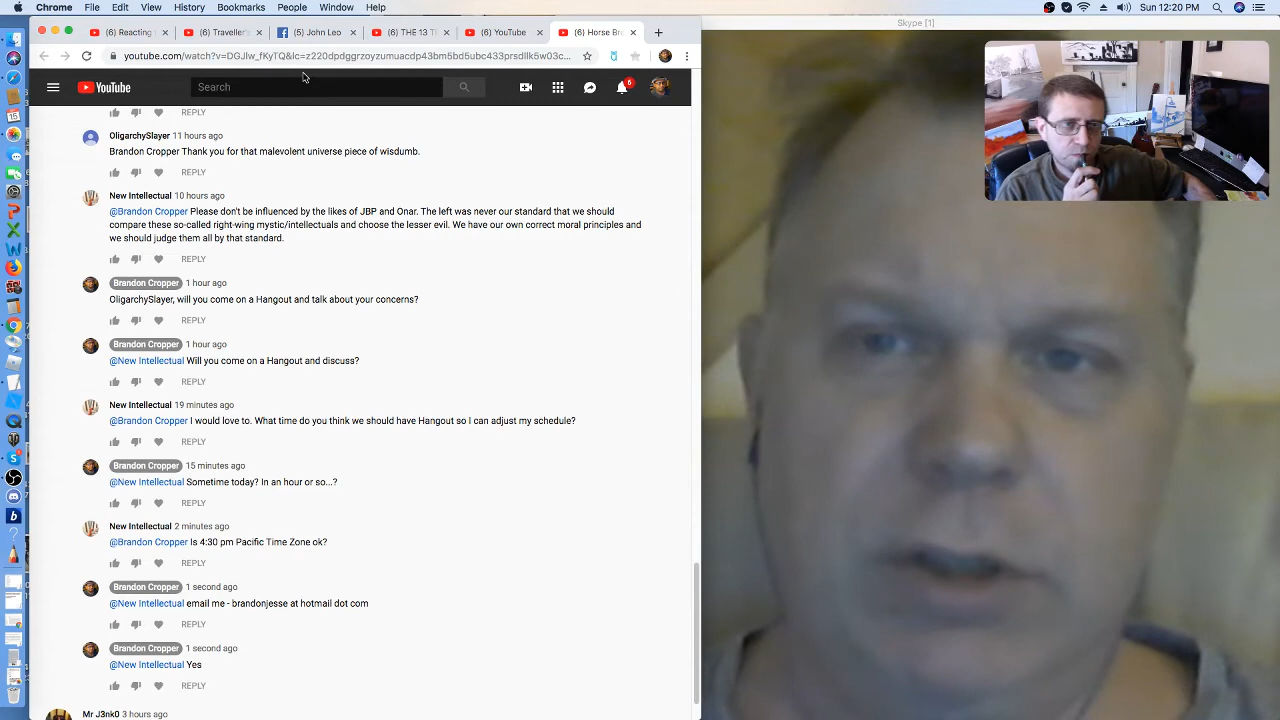 Chrome File Edit View History Bookmarks People Window Help
Sun 12:20 PM
Skype [1]
(6) Reacting
(6) Traveller's
(5) John Leo
(6) THE 13 T
(6) YouTube
(6) Horse Bre
youtube.com/watch?v=DGJlw_fKyTQ&lc=z220dpdggrzoyzumuacdp43bm5bd5ubc433prsdllk5w03c...
YouTube
Search
6
REPLY
OligarchySlayer 11 hours ago
Brandon Cropper Thank you for that malevolent universe piece of wisdumb.
REPLY
New Intellectual 10 hours ago
@Brandon Cropper Please don't be influenced by the likes of JBP and Onar. The left was never our standard that we should
compare these so-called right-wing mystic/intellectuals and choose the lesser evil. We have our own correct moral principles and
we should judge them all by that standard.
REPLY
Brandon Cropper 1 hour ago
OligarchySlayer, will you come on a Hangout and talk about your concerns?
REPLY
Brandon Cropper 1 hour ago
@New Intellectual Will you come on a Hangout and discuss?
REPLY
New Intellectual 19 minutes ago
@Brandon Cropper I would love to. What time do you think we should have Hangout so I can adjust my schedule?
REPLY
Brandon Cropper 15 minutes ago
@New Intellectual Sometime today? In an hour or so...?
REPLY
New Intellectual 2 minutes ago
@Brandon Cropper Is 4:30 pm Pacific Time Zone ok?
REPLY
Brandon Cropper 1 second ago
@New Intellectual email me - brandonjesse at hotmail dot com
REPLY
Brandon Cropper 1 second ago
@New Intellectual Yes
REPLY
Mr J3nk0 3 hours ago